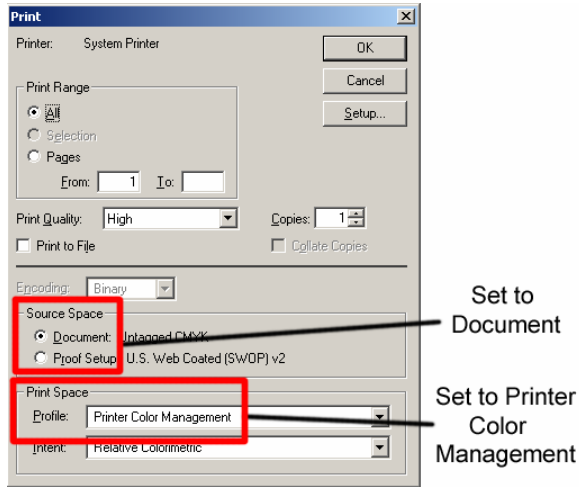 Print
Printer: System Printer
OK
Cancel
Setup...
Print Range
All
Selection
Pages
From: 1 To:
Print Quality: High
Copies: 1
Print to File
Collate Copies
Encoding: Binary
Source Space
Document: Untagged CMYK
Proof Setup: U.S. Web Coated (SWOP) v2
Set to
Document
Print Space
Profile: Printer Color Management
Intent: Relative Colorimetric
Set to Printer
Color
Management